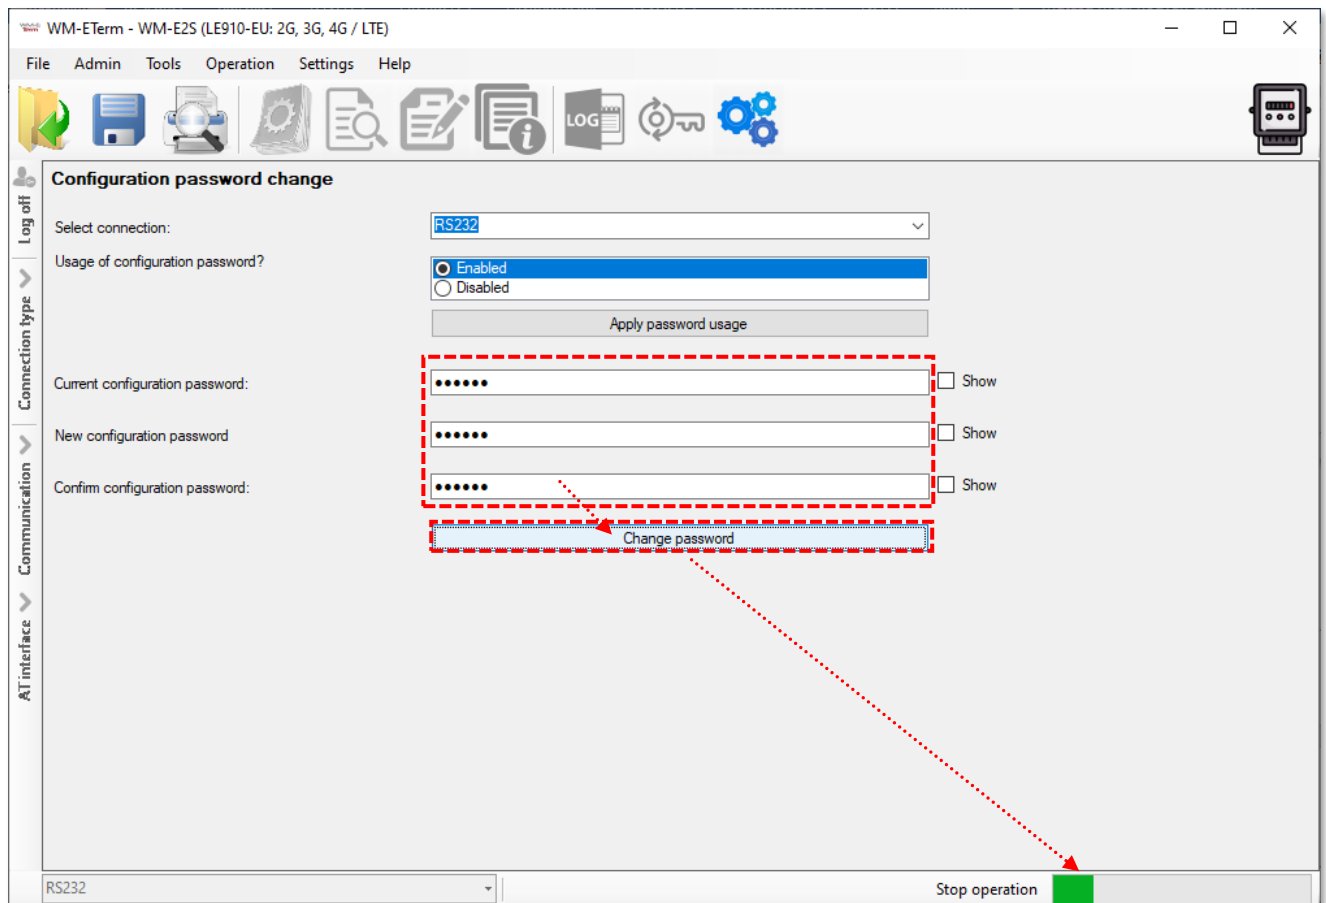 WM-ETerm - WM-E2S (LE910-EU: 2G, 3G, 4G / LTE)
File Admin Tools Operation Settings Help
LOG
Log off
Connection type
Communication
AT interface
Configuration password change
Select connection:
RS232
Usage of configuration password?
Enabled
Disabled
Apply password usage
Current configuration password:
●●●●●●
Show
New configuration password
●●●●●●
Show
Confirm configuration password:
●●●●●●
Show
Change password
RS232
Stop operation